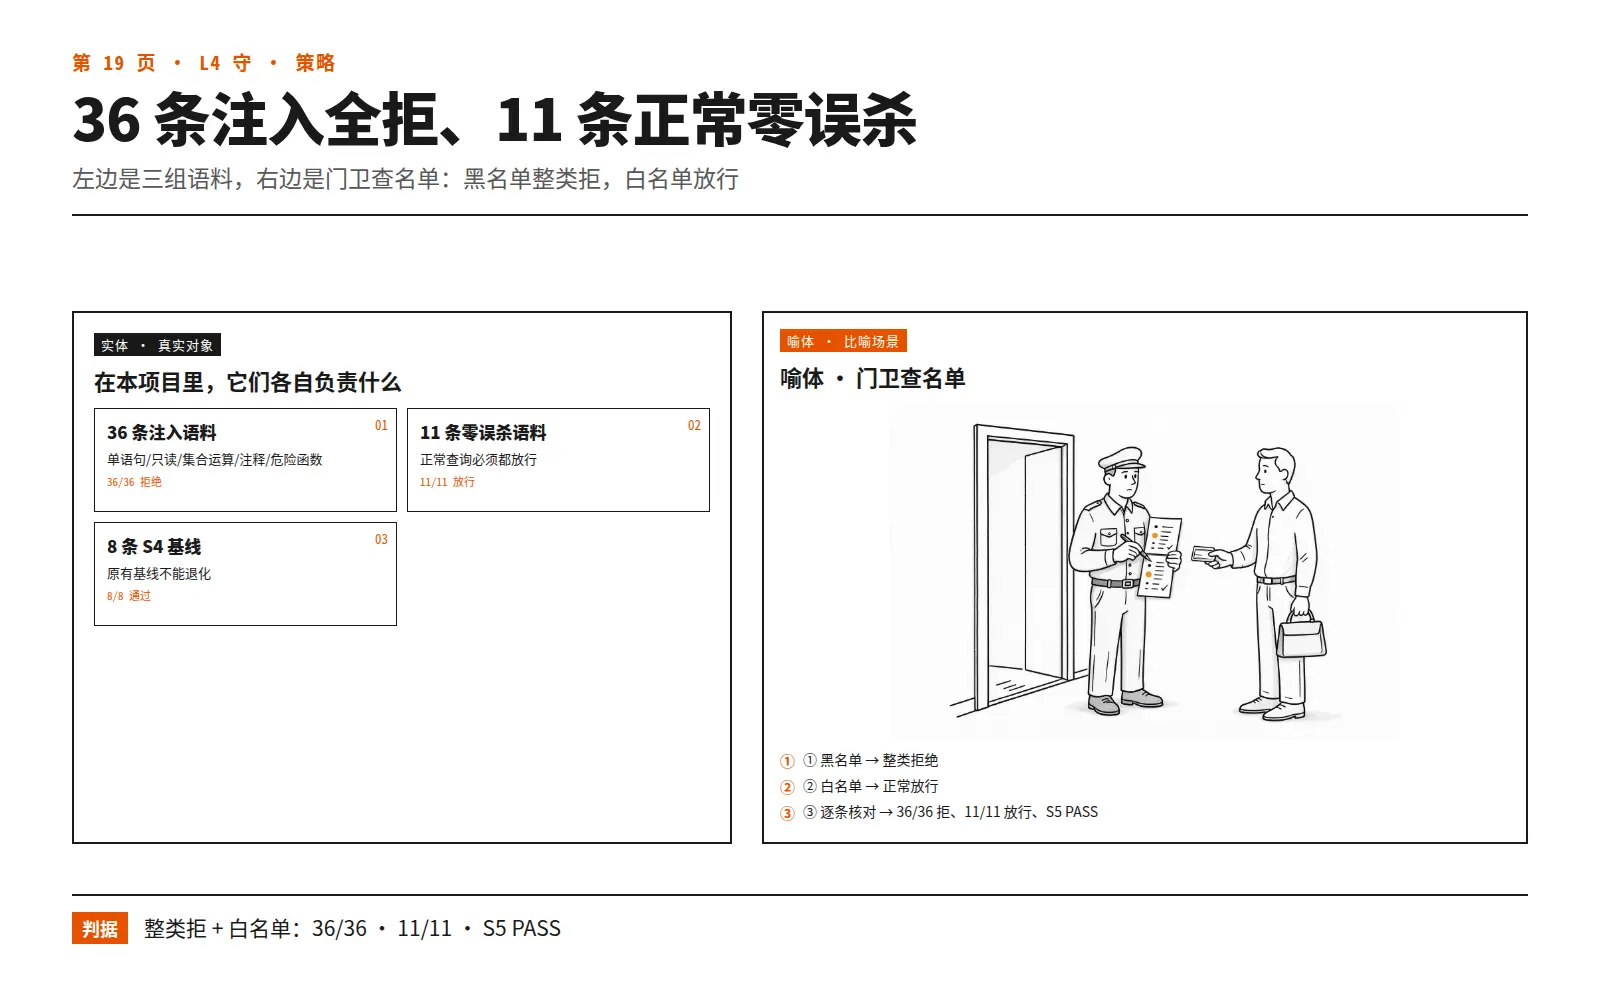 第 19 页 · L4 守 · 策略
36 条注入全拒、11 条正常零误杀
左边是三组语料，右边是门卫查名单：黑名单整类拒，白名单放行
实体 · 真实对象
在本项目里，它们各自负责什么
36 条注入语料
01
单语句/只读/集合运算/注释/危险函数
36/36 拒绝
11 条零误杀语料
02
正常查询必须都放行
11/11 放行
8 条 S4 基线
03
原有基线不能退化
8/8 通过
喻体 · 比喻场景
喻体 · 门卫查名单
① ① 黑名单 → 整类拒绝
② ② 白名单 → 正常放行
③ ③ 逐条核对 → 36/36 拒、11/11 放行、S5 PASS
判据 整类拒 + 白名单：36/36 · 11/11 · S5 PASS